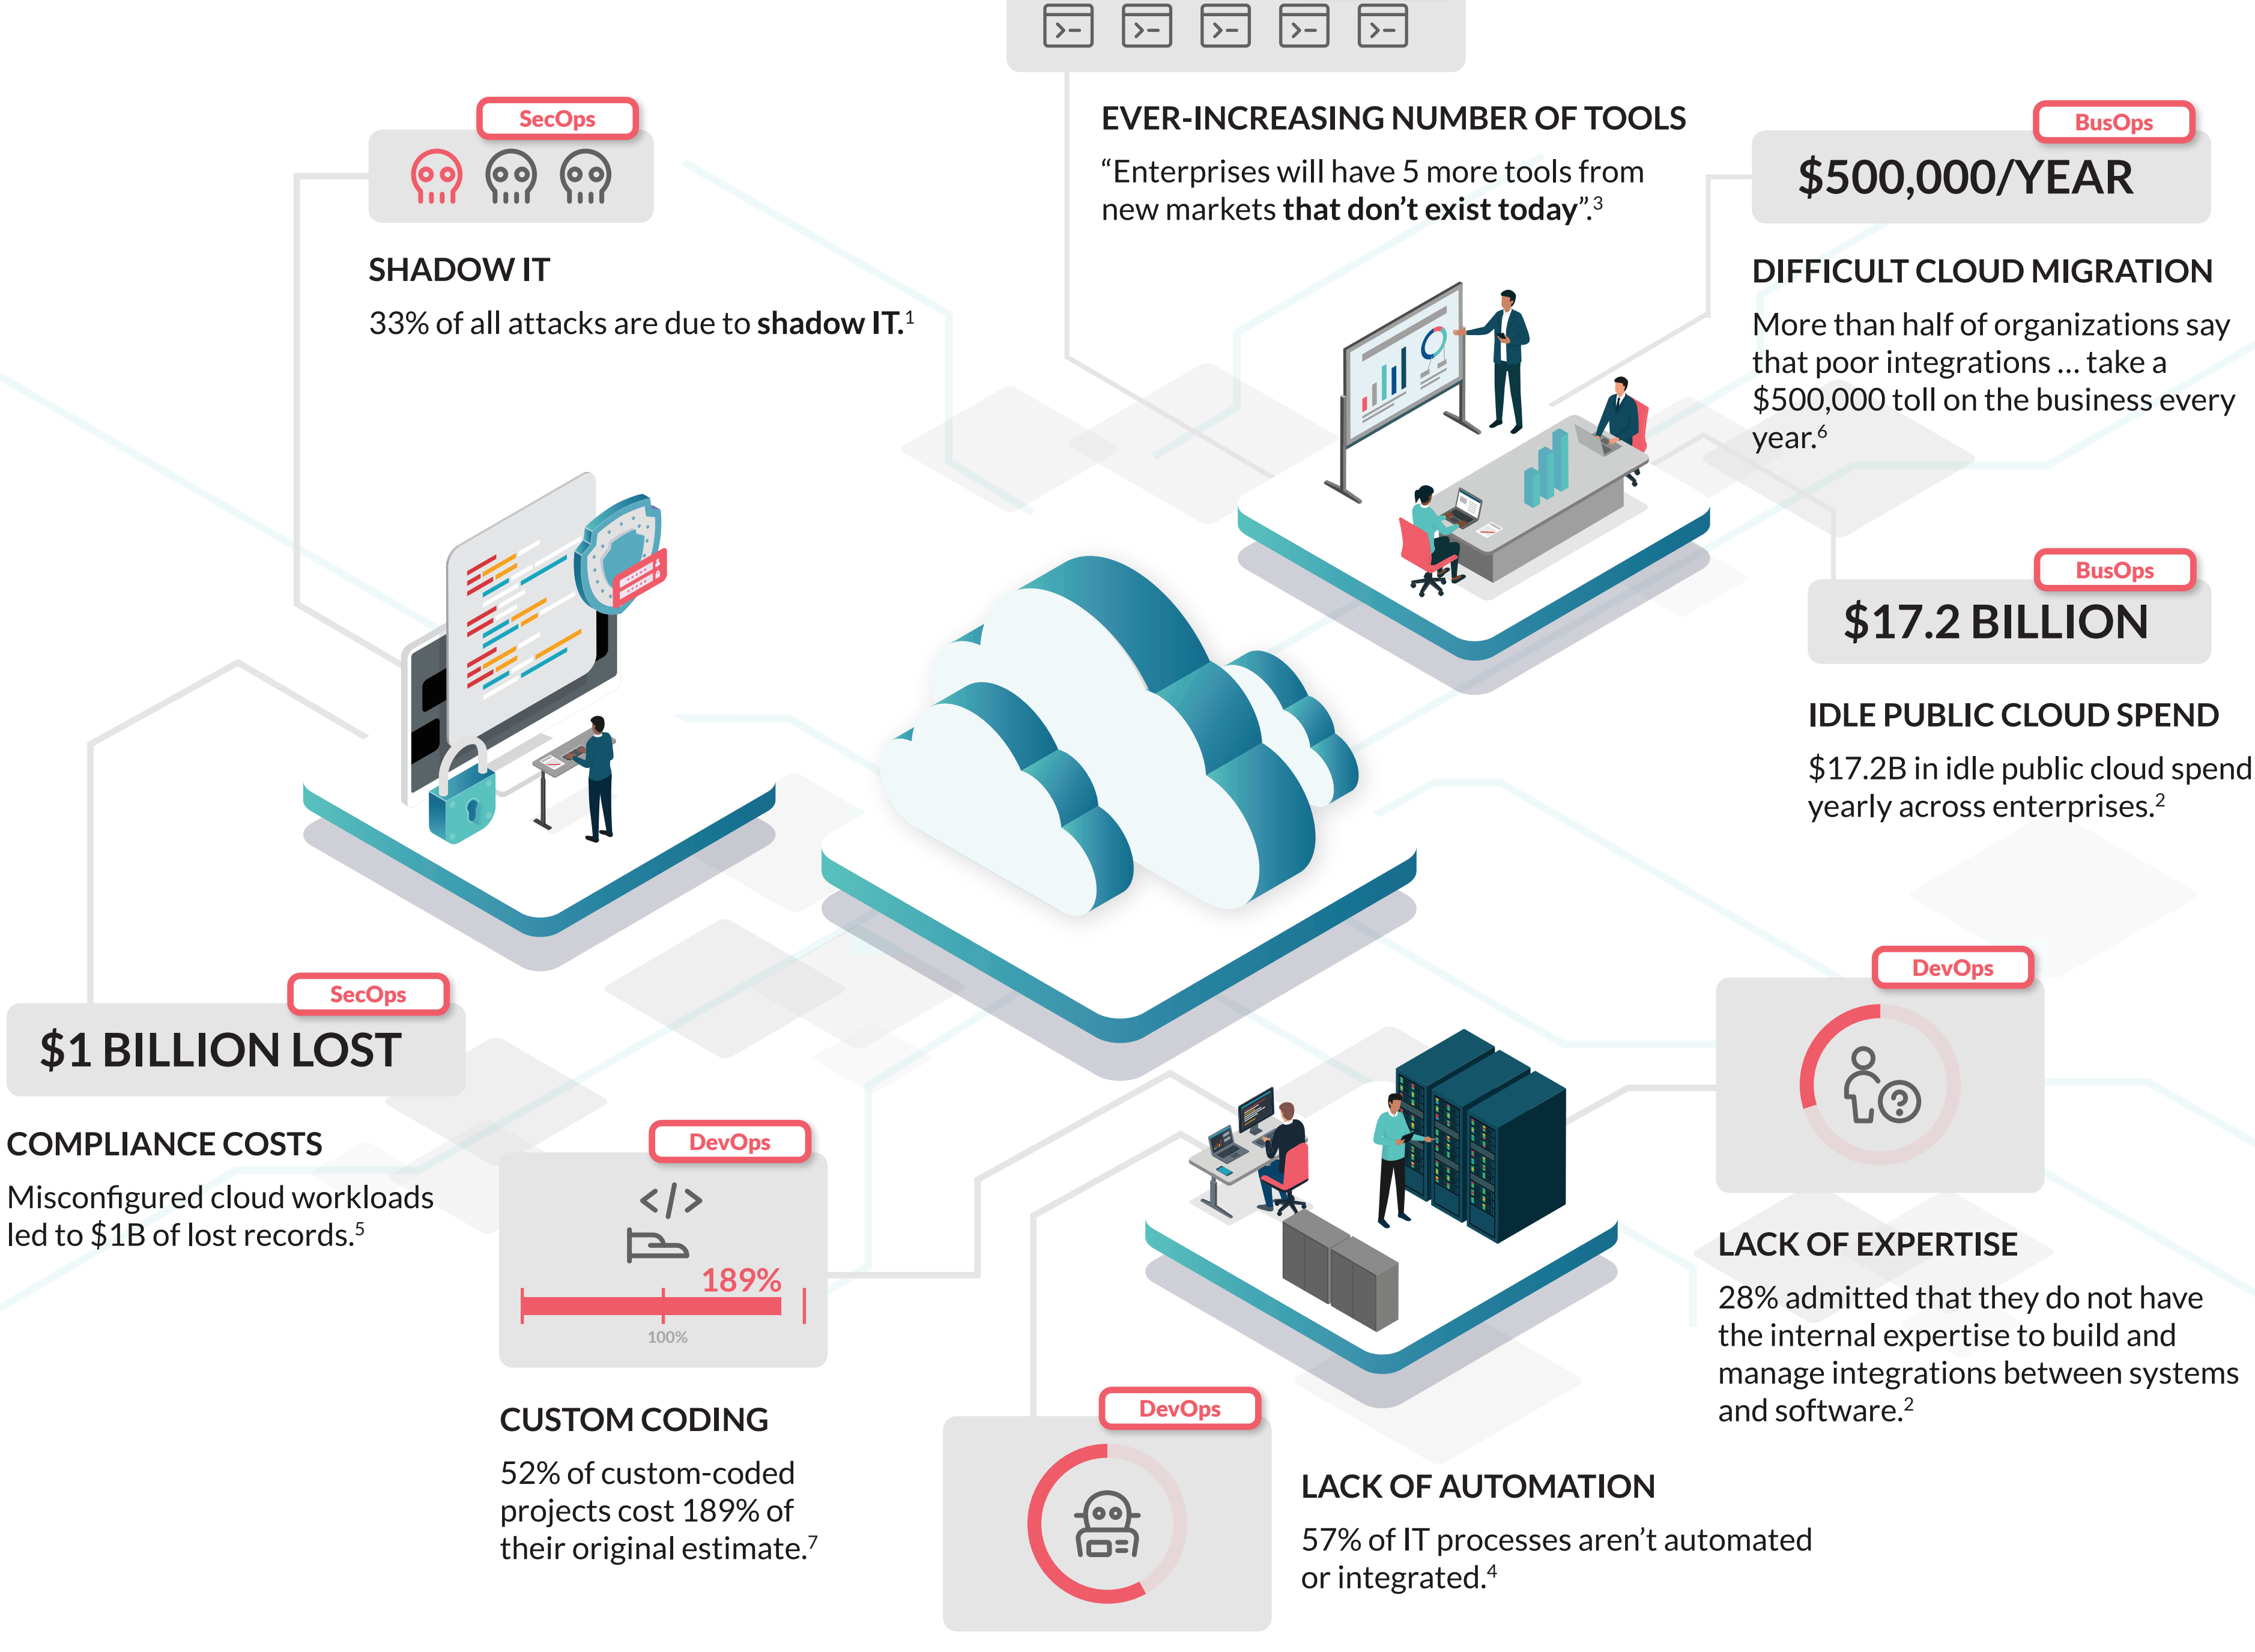 SecOps
SHADOW IT
33% of all attacks are due to shadow IT.1
EVER-INCREASING NUMBER OF TOOLS
“Enterprises will have 5 more tools from
new markets that don’t exist today”.3
BusOps
$500,000/YEAR
DIFFICULT CLOUD MIGRATION
More than half of organizations say
that poor integrations ... take a
$500,000 toll on the business every
year.6
BusOps
$17.2 BILLION
IDLE PUBLIC CLOUD SPEND
$17.2B in idle public cloud spend
yearly across enterprises.2
SecOps
$1 BILLION LOST
COMPLIANCE COSTS
Misconfigured cloud workloads
led to $1B of lost records.5
DevOps
</>
189%
100%
CUSTOM CODING
52% of custom-coded
projects cost 189% of
their original estimate.7
DevOps
LACK OF AUTOMATION
57% of IT processes aren’t automated
or integrated.4
DevOps
?
LACK OF EXPERTISE
28% admitted that they do not have
the internal expertise to build and
manage integrations between systems
and software.2